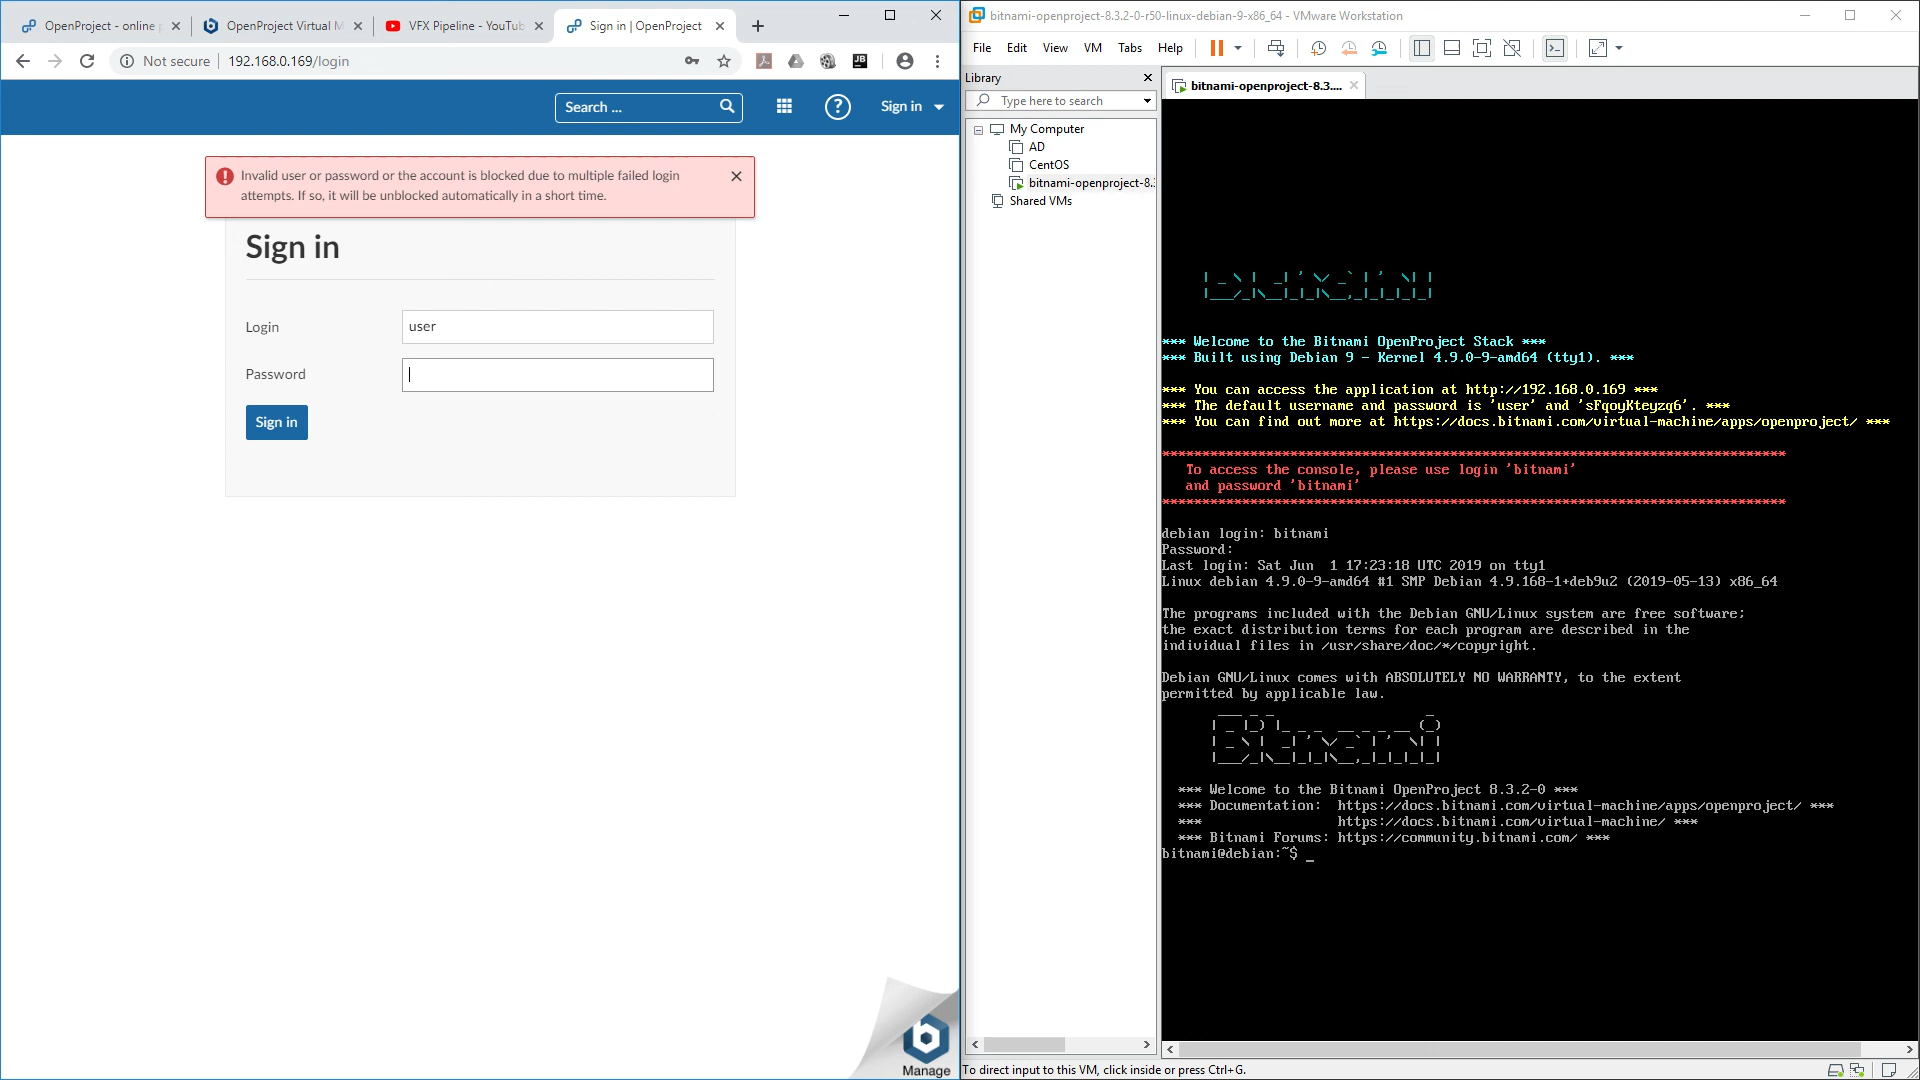 OpenProject - online p
OpenProject Virtual M
VFX Pipeline - YouTub
Sign in | OpenProject
Not secure
192.168.0.169/login
JB
Search ...
?
Sign in
Invalid user or password or the account is blocked due to multiple failed login
attempts. If so, it will be unblocked automatically in a short time.
Sign in
Login
user
Password
Sign in
Manage
bitnami-openproject-8.3.2-0-r50-linux-debian-9-x86_64 - VMware Workstation
File Edit View VM Tabs Help
Library
Type here to search
My Computer
AD
CentOS
bitnami-openproject-8.3
Shared VMs
bitnami-openproject-8.3....
*** Welcome to the Bitnami OpenProject Stack ***
*** Built using Debian 9 - Kernel 4.9.0-9-amd64 (tty1). ***
*** You can access the application at http://192.168.0.169 ***
*** The default username and password is 'user' and 'sFqoyKteyzq6'. ***
*** You can find out more at https://docs.bitnami.com/virtual-machine/apps/openproject/ ***
******************************************************************************
To access the console, please use login 'bitnami'
and password 'bitnami'
******************************************************************************
debian login: bitnami
Password:
Last login: Sat Jun  1 17:23:18 UTC 2019 on tty1
Linux debian 4.9.0-9-amd64 #1 SMP Debian 4.9.168-1+deb9u2 (2019-05-13) x86_64
The programs included with the Debian GNU/Linux system are free software;
the exact distribution terms for each program are described in the
individual files in /usr/share/doc/*/copyright.
Debian GNU/Linux comes with ABSOLUTELY NO WARRANTY, to the extent
permitted by applicable law.
Bitnami
*** Welcome to the Bitnami OpenProject 8.3.2-0 ***
*** Documentation:  https://docs.bitnami.com/virtual-machine/apps/openproject/ ***
***                 https://docs.bitnami.com/virtual-machine/ ***
*** Bitnami Forums: https://community.bitnami.com/ ***
bitnami@debian:~$ _
To direct input to this VM, click inside or press Ctrl+G.